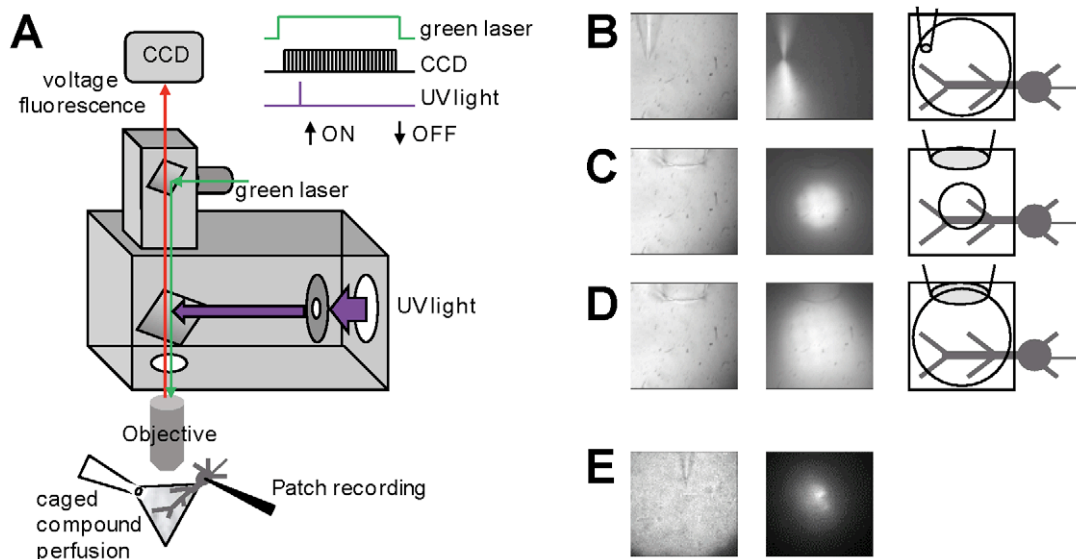 A
CCD
voltage
fluorescence
green laser
CCD
UV light
ON
OFF
green laser
UV light
Objective
caged
compound
perfusion
Patch recording
B
C
D
E